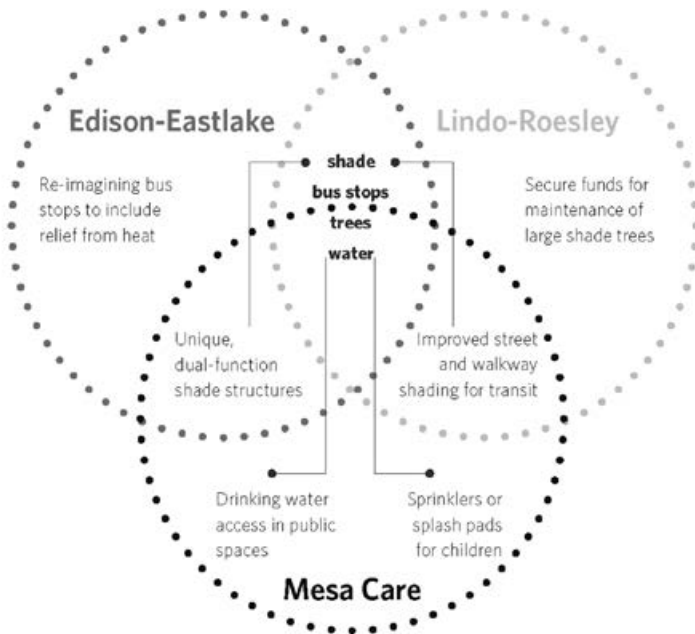 Edison-Eastlake
Lindo-Roesley
Re-imagining bus
stops to include
relief from heat
shade
bus stops
trees
water
Secure funds for
maintenance of
large shade trees
Unique,
dual-function
shade structures
Improved street
and walkway
shading for transit
Drinking water
access in public
spaces
Sprinklers or
splash pads
for children
Mesa Care